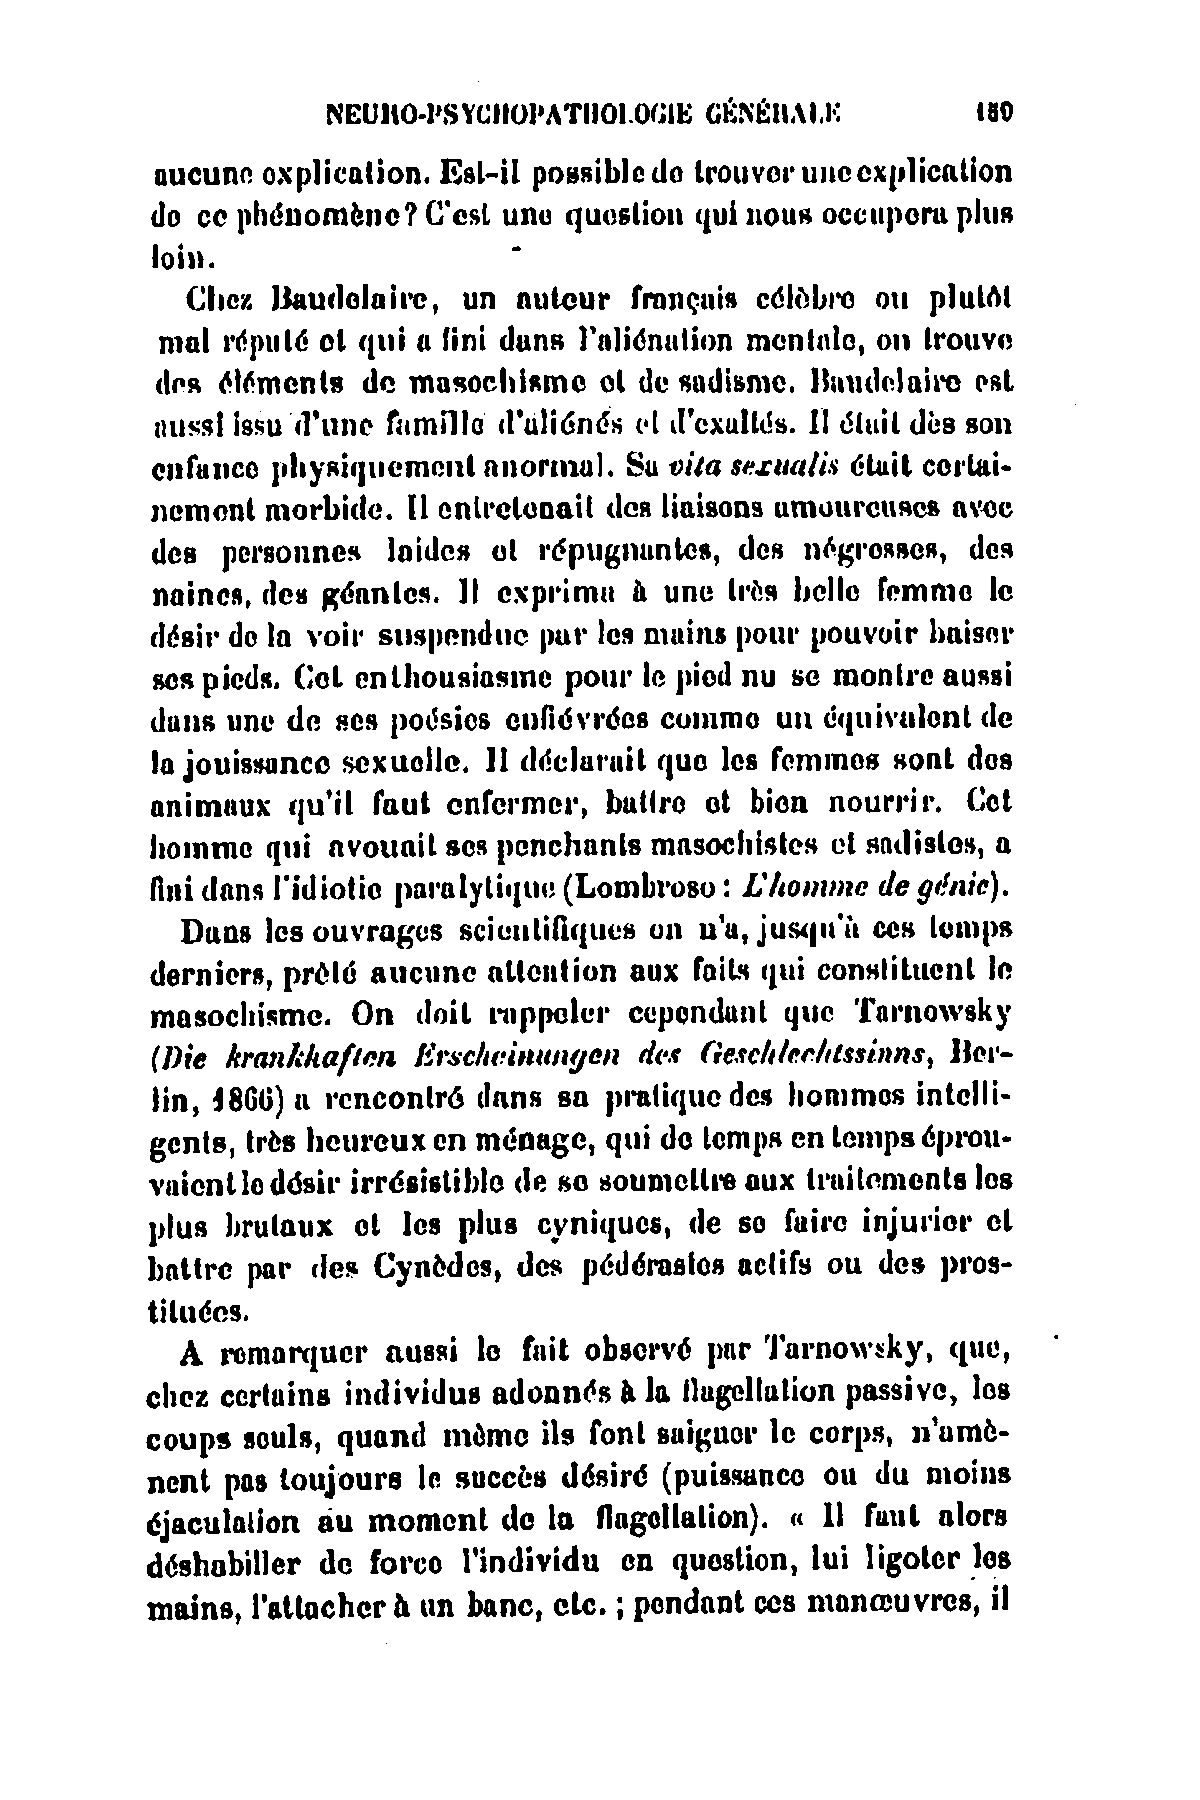 NEURO-PSYCHOPATHOLOGIE GÉNÉRALE 189
aucune explication. Est-il possible de trouver une explication
de ce phénomène? C'est une question qui nous occupera plus
loin.
Chez Baudelaire, un auteur français célèbre ou plutôt
mal réputé et qui a fini dans l'aliénation mentale, on trouve
des éléments de masochisme et de sadisme. Baudelaire est
aussi issu d'une famille d'aliénés et d'exaltés. Il était dès son
enfance physiquement anormal. Sa vita sexualis était certai-
nement morbide. Il entretenait des liaisons amoureuses avec
des personnes laides et répugnantes, des négresses, des
naines, des géantes. Il exprima à une très belle femme le
désir de la voir suspendue par les mains pour pouvoir baiser
ses pieds. Cet enthousiasme pour le pied nu se montre aussi
dans une de ses poésies enfiévrées comme un équivalent de
la jouissance sexuelle. Il déclarait que les femmes sont des
animaux qu'il faut enfermer, battre et bien nourrir. Cet
homme qui avouait ses penchants masochistes et sadistes, a
fini dans l'idiotie paralytique (Lombroso : L'homme de génie).
Dans les ouvrages scientifiques on n'a, jusqu'à ces temps
derniers, prêté aucune attention aux faits qui constituent le
masochisme. On doit rappeler cependant que Tarnowsky
(Die krankhaften Erscheinungen des Geschlechtssinns, Ber-
lin, 1866) a rencontré dans sa pratique des hommes intelli-
gents, très heureux en ménage, qui de temps en temps éprou-
vaient le désir irrésistible de se soumettre aux traitements les
plus brutaux et les plus cyniques, de se faire injurier et
battre par des Cynèdes, des pédérastes actifs ou des pros-
tituées.
A remarquer aussi le fait observé par Tarnowsky, que,
chez certains individus adonnés à la flagellation passive, les
coups seuls, quand même ils font saigner le corps, n'amè-
nent pas toujours le succès désiré (puissance ou du moins
éjaculation au moment de la flagellation). « Il faut alors
déshabiller de force l'individu en question, lui ligoter les
mains, l'attacher à un banc, etc. ; pendant ces manœuvres, il